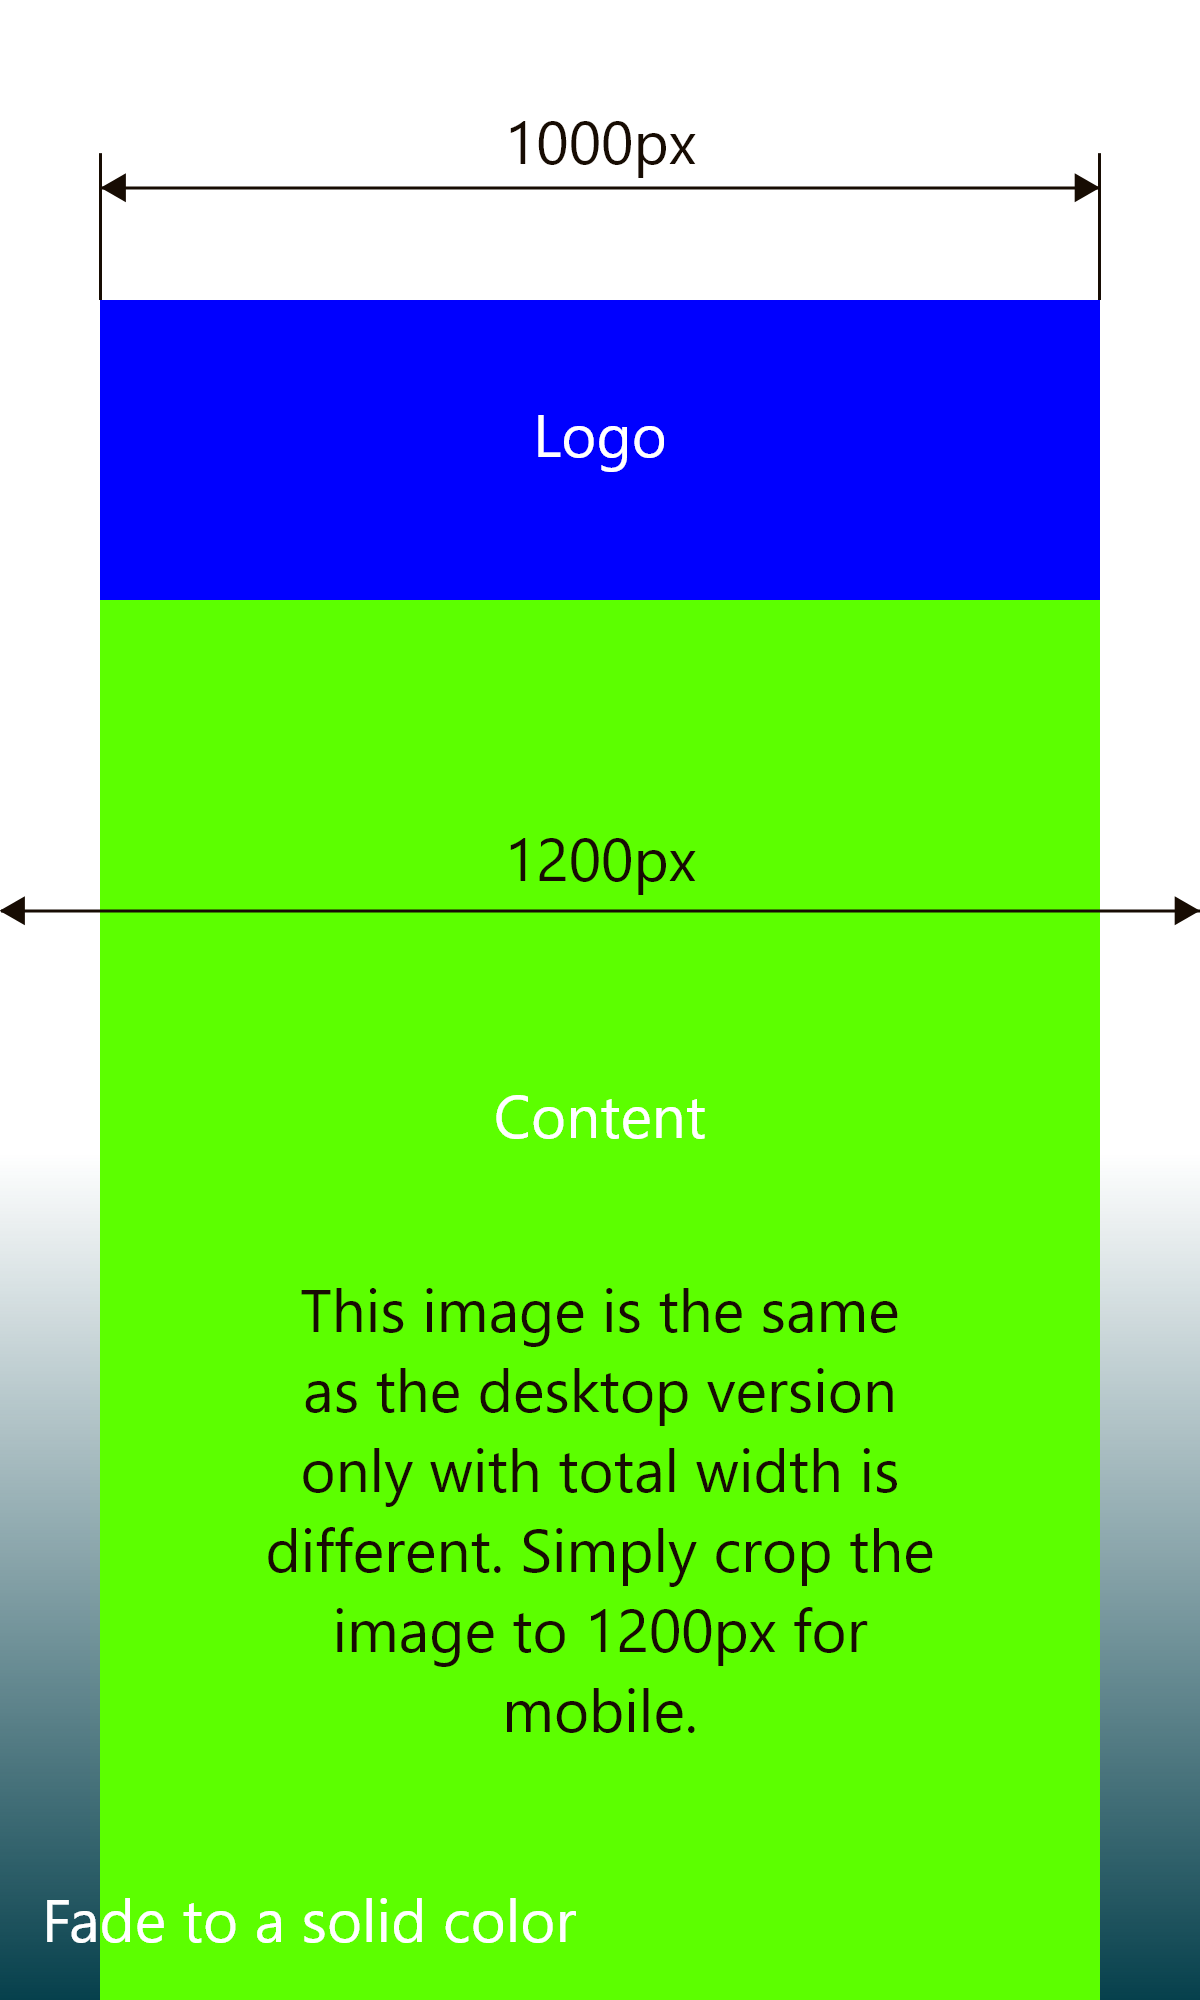 1000px
Logo
1200px
Content
This image is the same
as the desktop version
only with total width is
different. Simply crop the
image to 1200px for
mobile.
Fade to a solid color